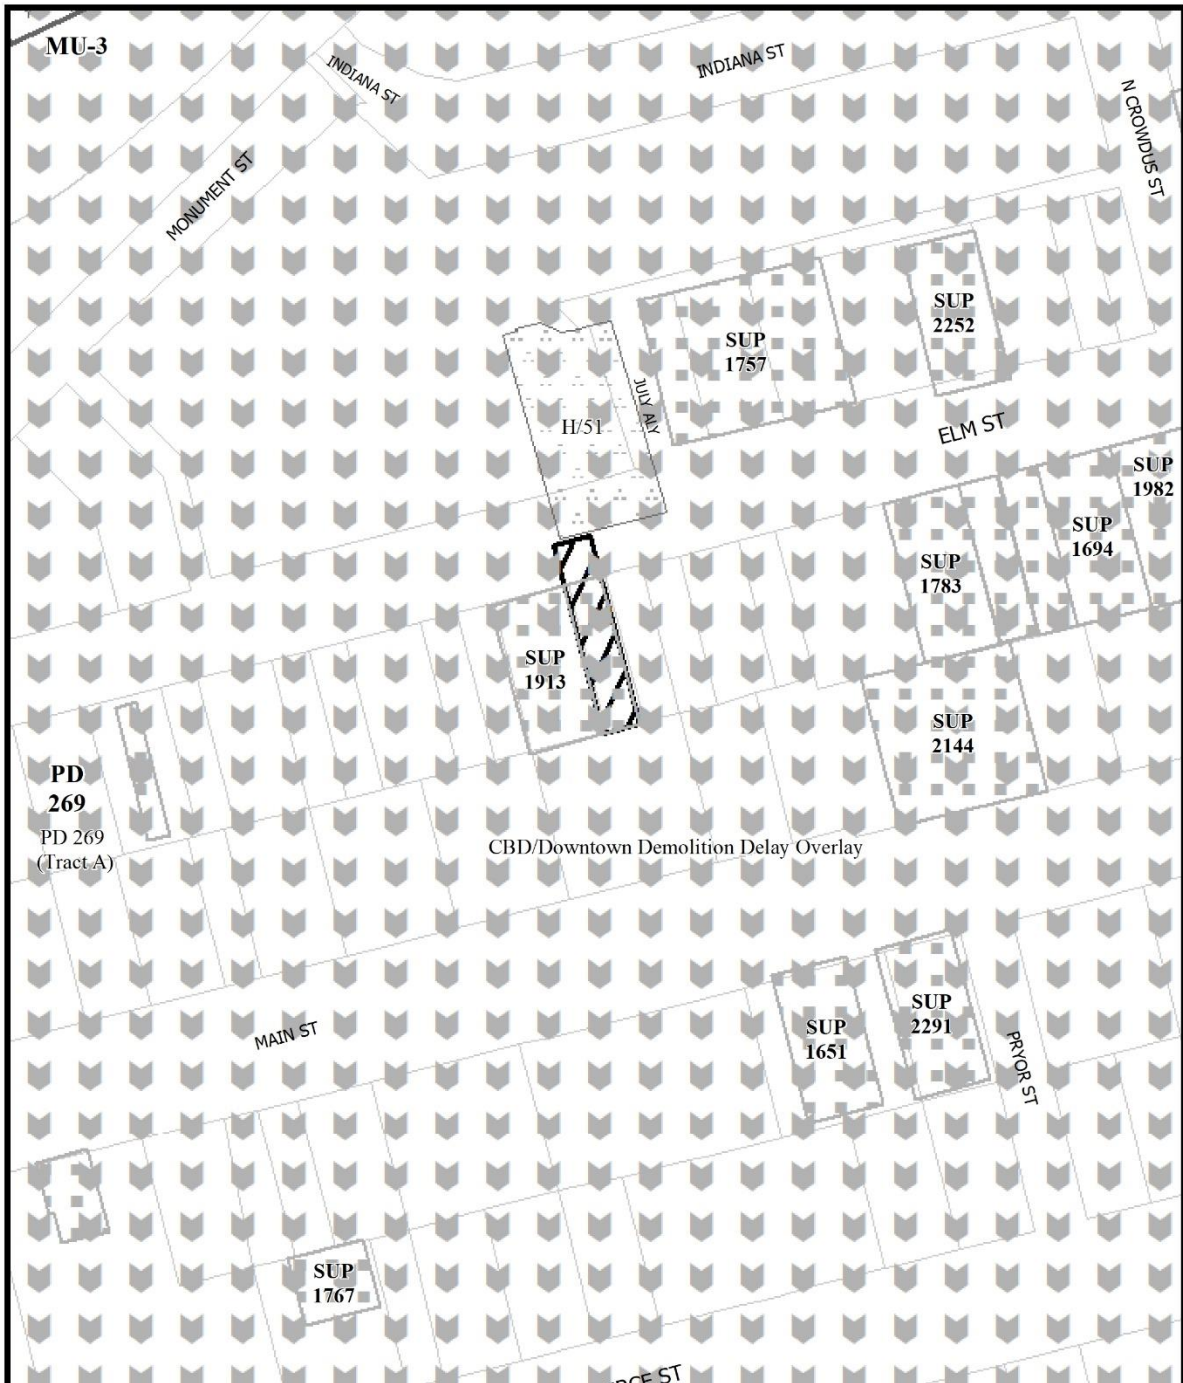 MU-3
INDIANA ST
INDIANA ST
N CROWDUS ST
MONUMENT ST
SUP
2252
SUP
1757
JULY ALY
H/51
ELM ST
SUP
1982
SUP
1694
SUP
1783
SUP
1913
SUP
2144
PD
269
PD 269
(Tract A)
CBD/Downtown Demolition Delay Overlay
SUP
2291
SUP
1651
MAIN ST
PRYOR ST
SUP
1767
ST